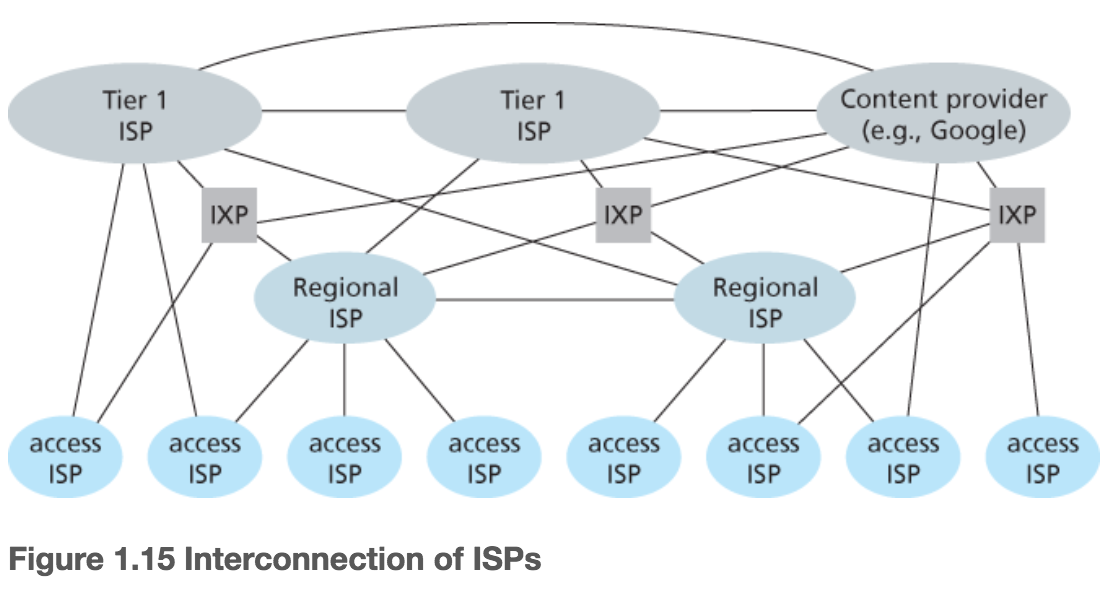 Tier 1
ISP
Tier 1
ISP
Content provider
(e.g., Google)
IXP
IXP
IXP
Regional
ISP
Regional
ISP
access
ISP
access
ISP
access
ISP
access
ISP
access
ISP
access
ISP
access
ISP
access
ISP
Figure 1.15 Interconnection of ISPs